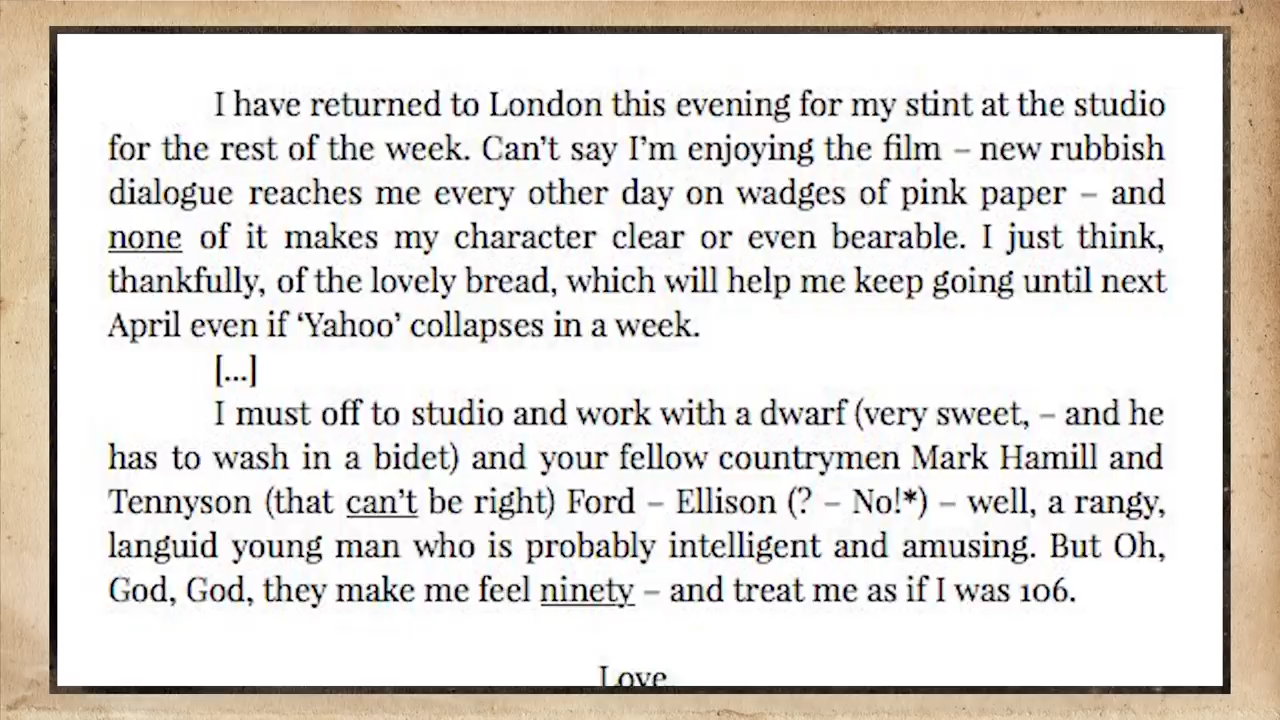 I have returned to London this evening for my stint at the studio
for the rest of the week. Can’t say I’m enjoying the film – new rubbish
dialogue reaches me every other day on wadges of pink paper – and
none of it makes my character clear or even bearable. I just think,
thankfully, of the lovely bread, which will help me keep going until next
April even if ‘Yahoo’ collapses in a week.
[...]
I must off to studio and work with a dwarf (very sweet, – and he
has to wash in a bidet) and your fellow countrymen Mark Hamill and
Tennyson (that can’t be right) Ford – Ellison (? – No!*) – well, a rangy,
languid young man who is probably intelligent and amusing. But Oh,
God, God, they make me feel ninety – and treat me as if I was 106.
Love,